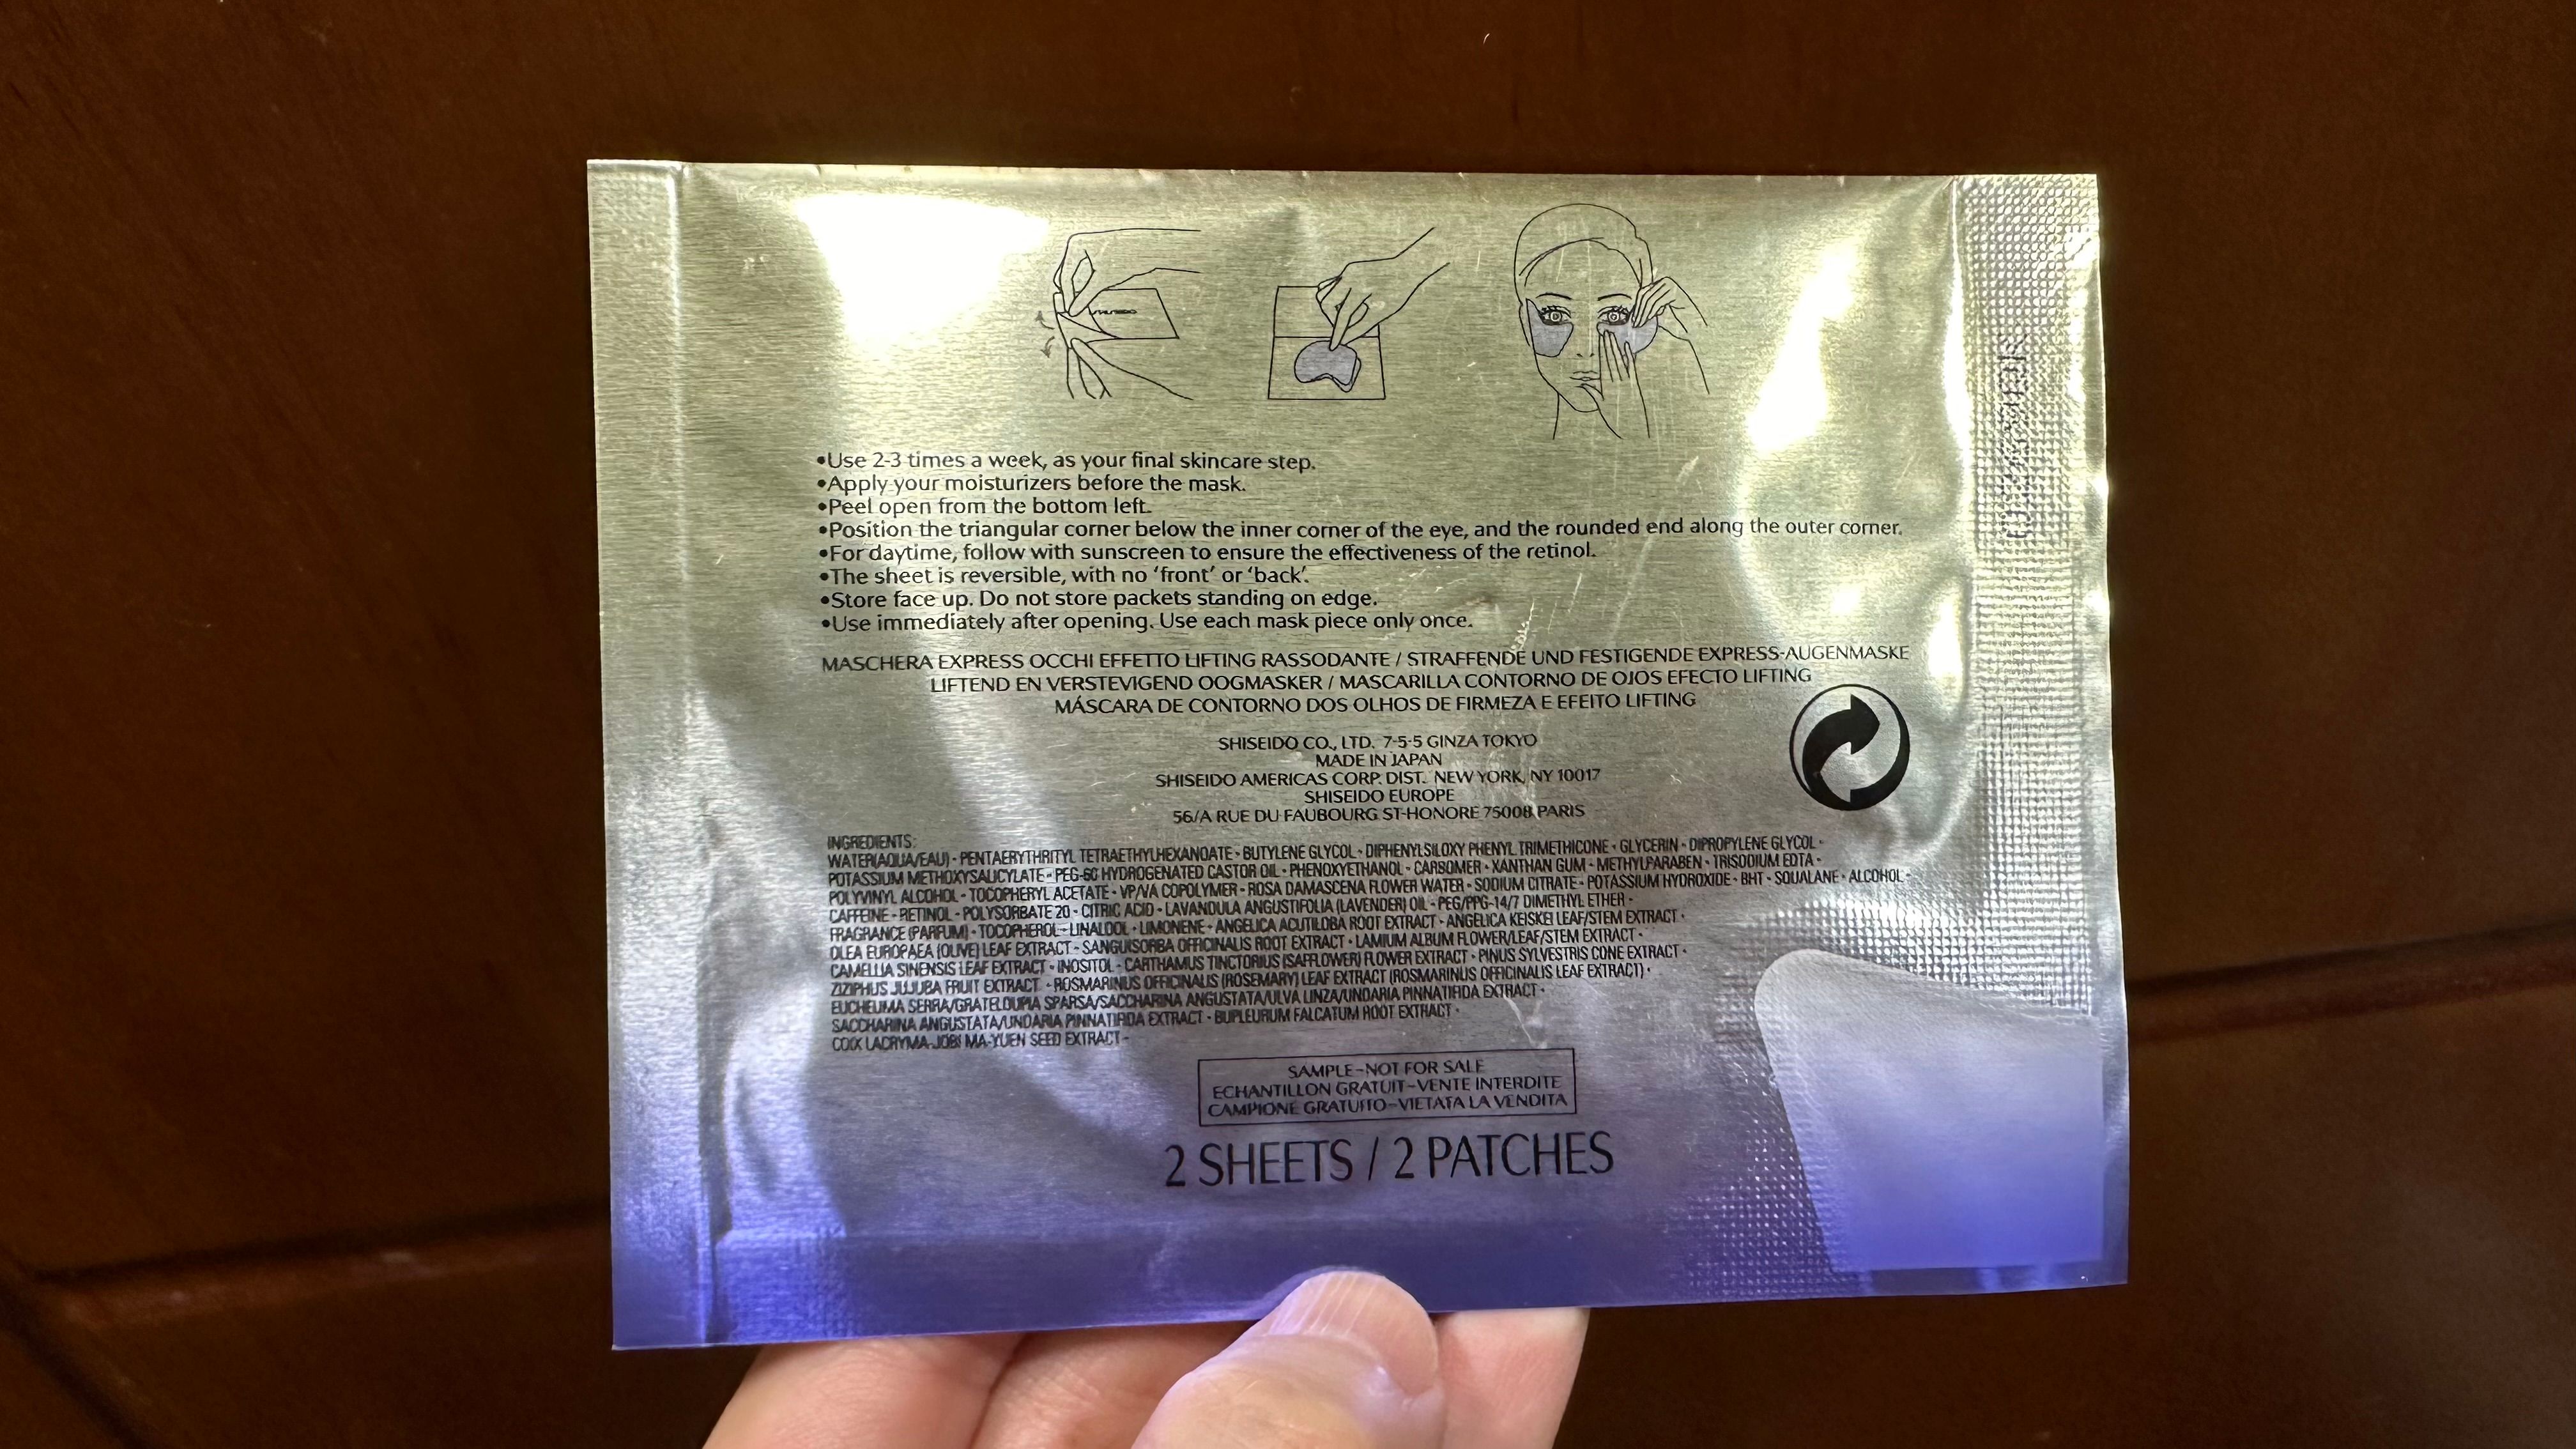 SHISEIDO
•Use 2-3 times a week, as your final skincare step.
•Apply your moisturizers before the mask.
•Peel open from the bottom left.
•Position the triangular corner below the inner corner of the eye, and the rounded end along the outer corner.
•For daytime, follow with sunscreen to ensure the effectiveness of the retinol.
•The sheet is reversible, with no ‘front’ or ‘back’.
•Store face up. Do not store packets standing on edge.
•Use immediately after opening. Use each mask piece only once.
MASCHERA EXPRESS OCCHI EFFETTO LIFTING RASSODANTE / STRAFFENDE UND FESTIGENDE EXPRESS-AUGENMASKE
LIFTEND EN VERSTEVIGEND OOGMASKER / MASCARILLA CONTORNO DE OJOS EFECTO LIFTING
MÁSCARA DE CONTORNO DOS OLHOS DE FIRMEZA E EFEITO LIFTING
SHISEIDO CO., LTD. 7-5-5 GINZA TOKYO
MADE IN JAPAN
SHISEIDO AMERICAS CORP. DIST. NEW YORK, NY 10017
SHISEIDO EUROPE
56/A RUE DU FAUBOURG ST-HONORE 75008 PARIS
INGREDIENTS:
WATER(AQUA/EAU) · PENTAERYTHRITYL TETRAETHYLHEXANOATE · BUTYLENE GLYCOL · DIPHENYLSILOXY PHENYL TRIMETHICONE · GLYCERIN · DIPROPYLENE GLYCOL ·
POTASSIUM METHOXYSALICYLATE · PEG-60 HYDROGENATED CASTOR OIL · PHENOXYETHANOL · CARBOMER · XANTHAN GUM · METHYLPARABEN · TRISODIUM EDTA ·
POLYVINYL ALCOHOL · TOCOPHERYL ACETATE · VP/VA COPOLYMER · ROSA DAMASCENA FLOWER WATER · SODIUM CITRATE · POTASSIUM HYDROXIDE · BHT · SQUALANE · ALCOHOL ·
CAFFEINE · RETINOL · POLYSORBATE 20 · CITRIC ACID · LAVANDULA ANGUSTIFOLIA (LAVENDER) OIL · PEG/PPG-14/7 DIMETHYL ETHER ·
FRAGRANCE (PARFUM) · TOCOPHEROL · LINALOOL · LIMONENE · ANGELICA ACUTILOBA ROOT EXTRACT · ANGELICA KEISKEI LEAF/STEM EXTRACT ·
OLEA EUROPAEA (OLIVE) LEAF EXTRACT · SANGUISORBA OFFICINALIS ROOT EXTRACT · LAMIUM ALBUM FLOWER/LEAF/STEM EXTRACT ·
CAMELLIA SINENSIS LEAF EXTRACT · INOSITOL · CARTHAMUS TINCTORIUS (SAFFLOWER) FLOWER EXTRACT · PINUS SYLVESTRIS CONE EXTRACT ·
ZIZIPHUS JUJUBA FRUIT EXTRACT · ROSMARINUS OFFICINALIS (ROSEMARY) LEAF EXTRACT (ROSMARINUS OFFICINALIS LEAF EXTRACT) ·
EUCHEUMA SERRA/GRATELOUPIA SPARSA/SACCHARINA ANGUSTATA/ULVA LINZA/UNDARIA PINNATIFIDA EXTRACT ·
SACCHARINA ANGUSTATA/UNDARIA PINNATIFIDA EXTRACT · BUPLEURUM FALCATUM ROOT EXTRACT ·
COIX LACRYMA-JOBI MA-YUEN SEED EXTRACT ·
SAMPLE–NOT FOR SALE
ECHANTILLON GRATUIT–VENTE INTERDITE
CAMPIONE GRATUITO–VIETATA LA VENDITA
2 SHEETS / 2 PATCHES